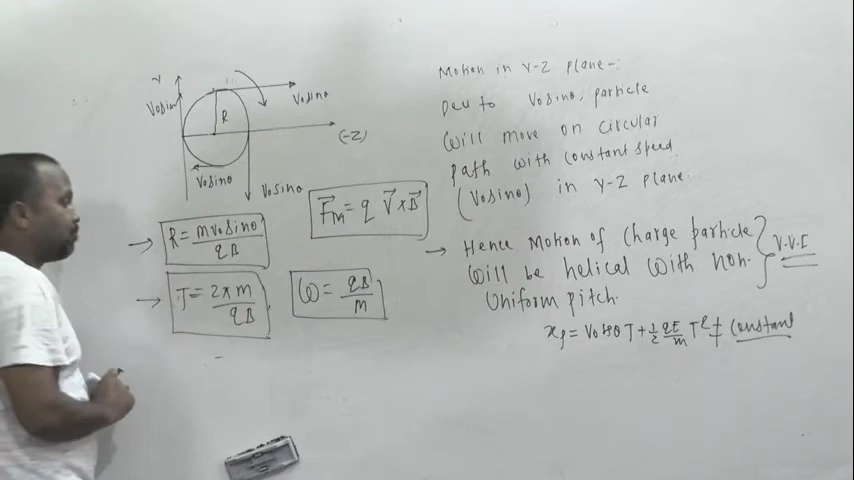 Y
V₀sinθ
R
V₀sinθ
(-Z)
V₀sinθ
V₀sinθ
R = mv₀sinθ / qB
T = 2πm / qB
F⃗M = q V⃗ × B⃗
ω = qB / m
Motion in Y-Z plane-:
Deu to V₀sinθ, particle
Will move on circular
path with constant speed
(V₀sinθ) in Y-Z plane.
→ Hence Motion of Charge particle
Will be helical With non-
Uniform pitch.
V.V.I
xₚ = V₀cosθ T + 1/2 qE/m T² ≠ Constant